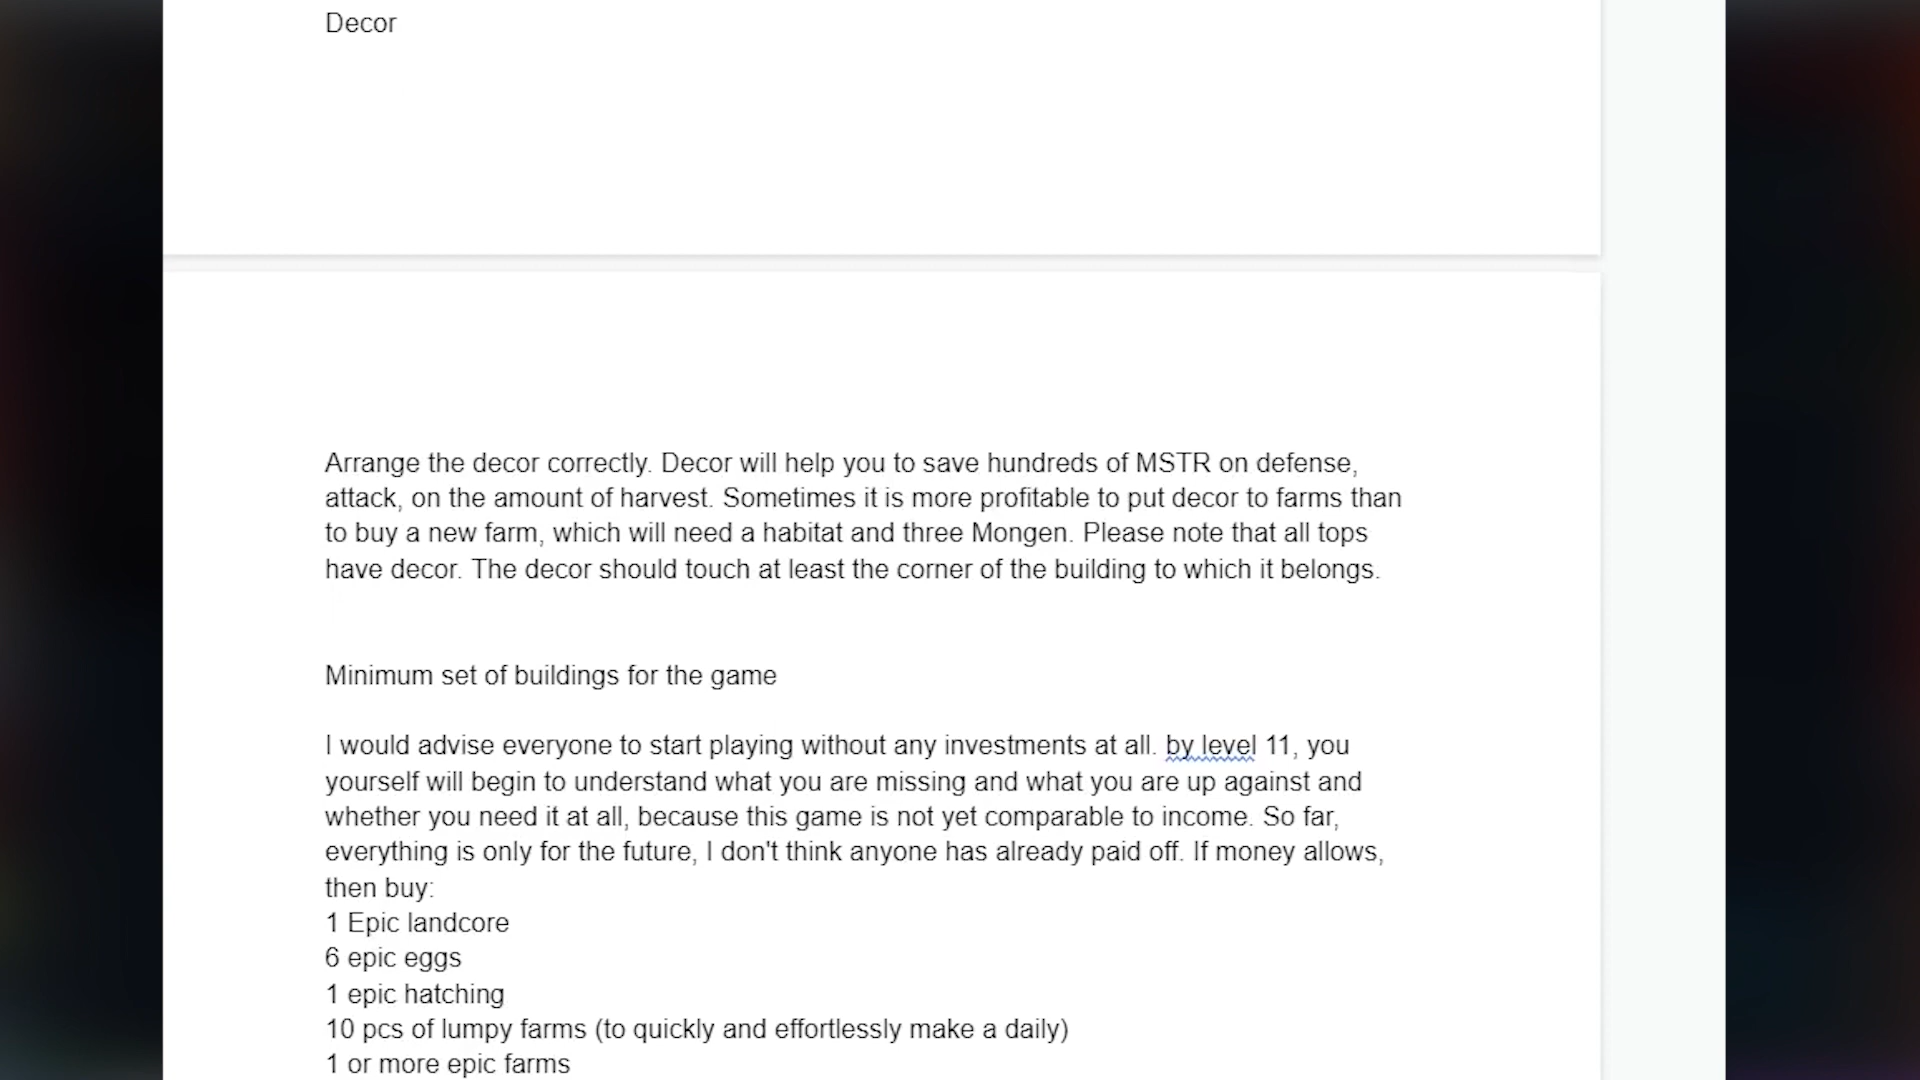 Decor
Arrange the decor correctly. Decor will help you to save hundreds of MSTR on defense,
attack, on the amount of harvest. Sometimes it is more profitable to put decor to farms than
to buy a new farm, which will need a habitat and three Mongen. Please note that all tops
have decor. The decor should touch at least the corner of the building to which it belongs.
Minimum set of buildings for the game
I would advise everyone to start playing without any investments at all. by level 11, you
yourself will begin to understand what you are missing and what you are up against and
whether you need it at all, because this game is not yet comparable to income. So far,
everything is only for the future, I don't think anyone has already paid off. If money allows,
then buy:
1 Epic landcore
6 epic eggs
1 epic hatching
10 pcs of lumpy farms (to quickly and effortlessly make a daily)
1 or more epic farms